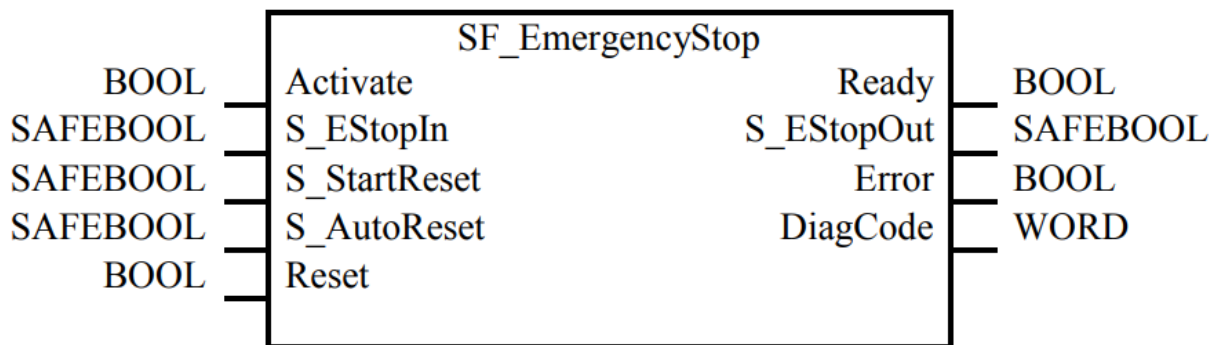 SF_EmergencyStop
BOOL Activate Ready BOOL
SAFEBOOL S_EStopIn S_EStopOut SAFEBOOL
SAFEBOOL S_StartReset Error BOOL
SAFEBOOL S_AutoReset DiagCode WORD
BOOL Reset